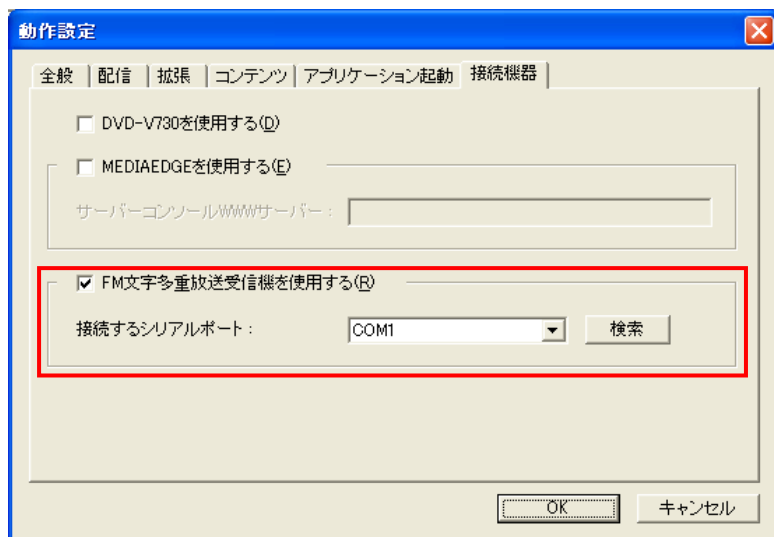 動作設定
全般 配信 拡張 コンテンツ アプリケーション起動 接続機器
DVD-V730を使用する(D)
MEDIAEDGEを使用する(E)
サーバーコンソールWWWサーバー：
FM文字多重放送受信機を使用する(R)
接続するシリアルポート： COM1 検索
OK キャンセル